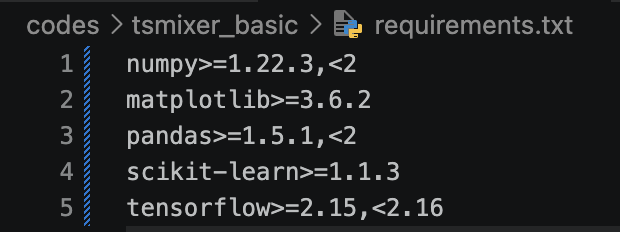 codes > tsmixer_basic > requirements.txt
1 numpy>=1.22.3,<2
2 matplotlib>=3.6.2
3 pandas>=1.5.1,<2
4 scikit-learn>=1.1.3
5 tensorflow>=2.15,<2.16